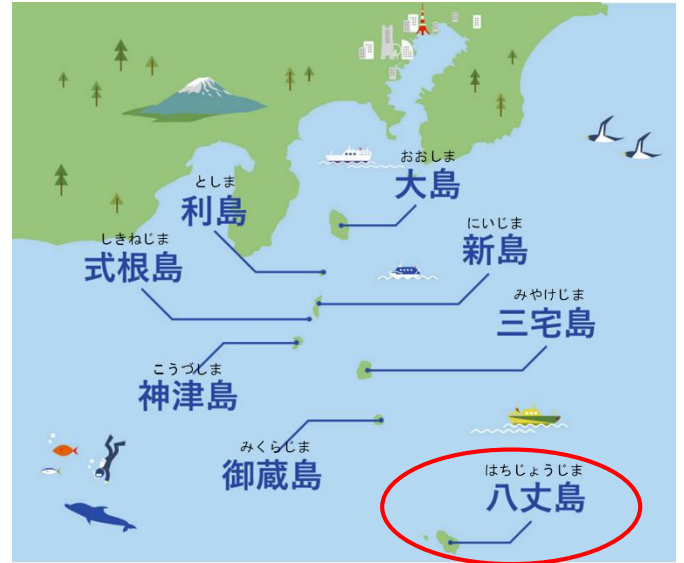 おおしま
大島
としま
利島
にいじま
新島
しきねじま
式根島
みやけじま
三宅島
こうづしま
神津島
みくらじま
御蔵島
はちじょうじま
八丈島